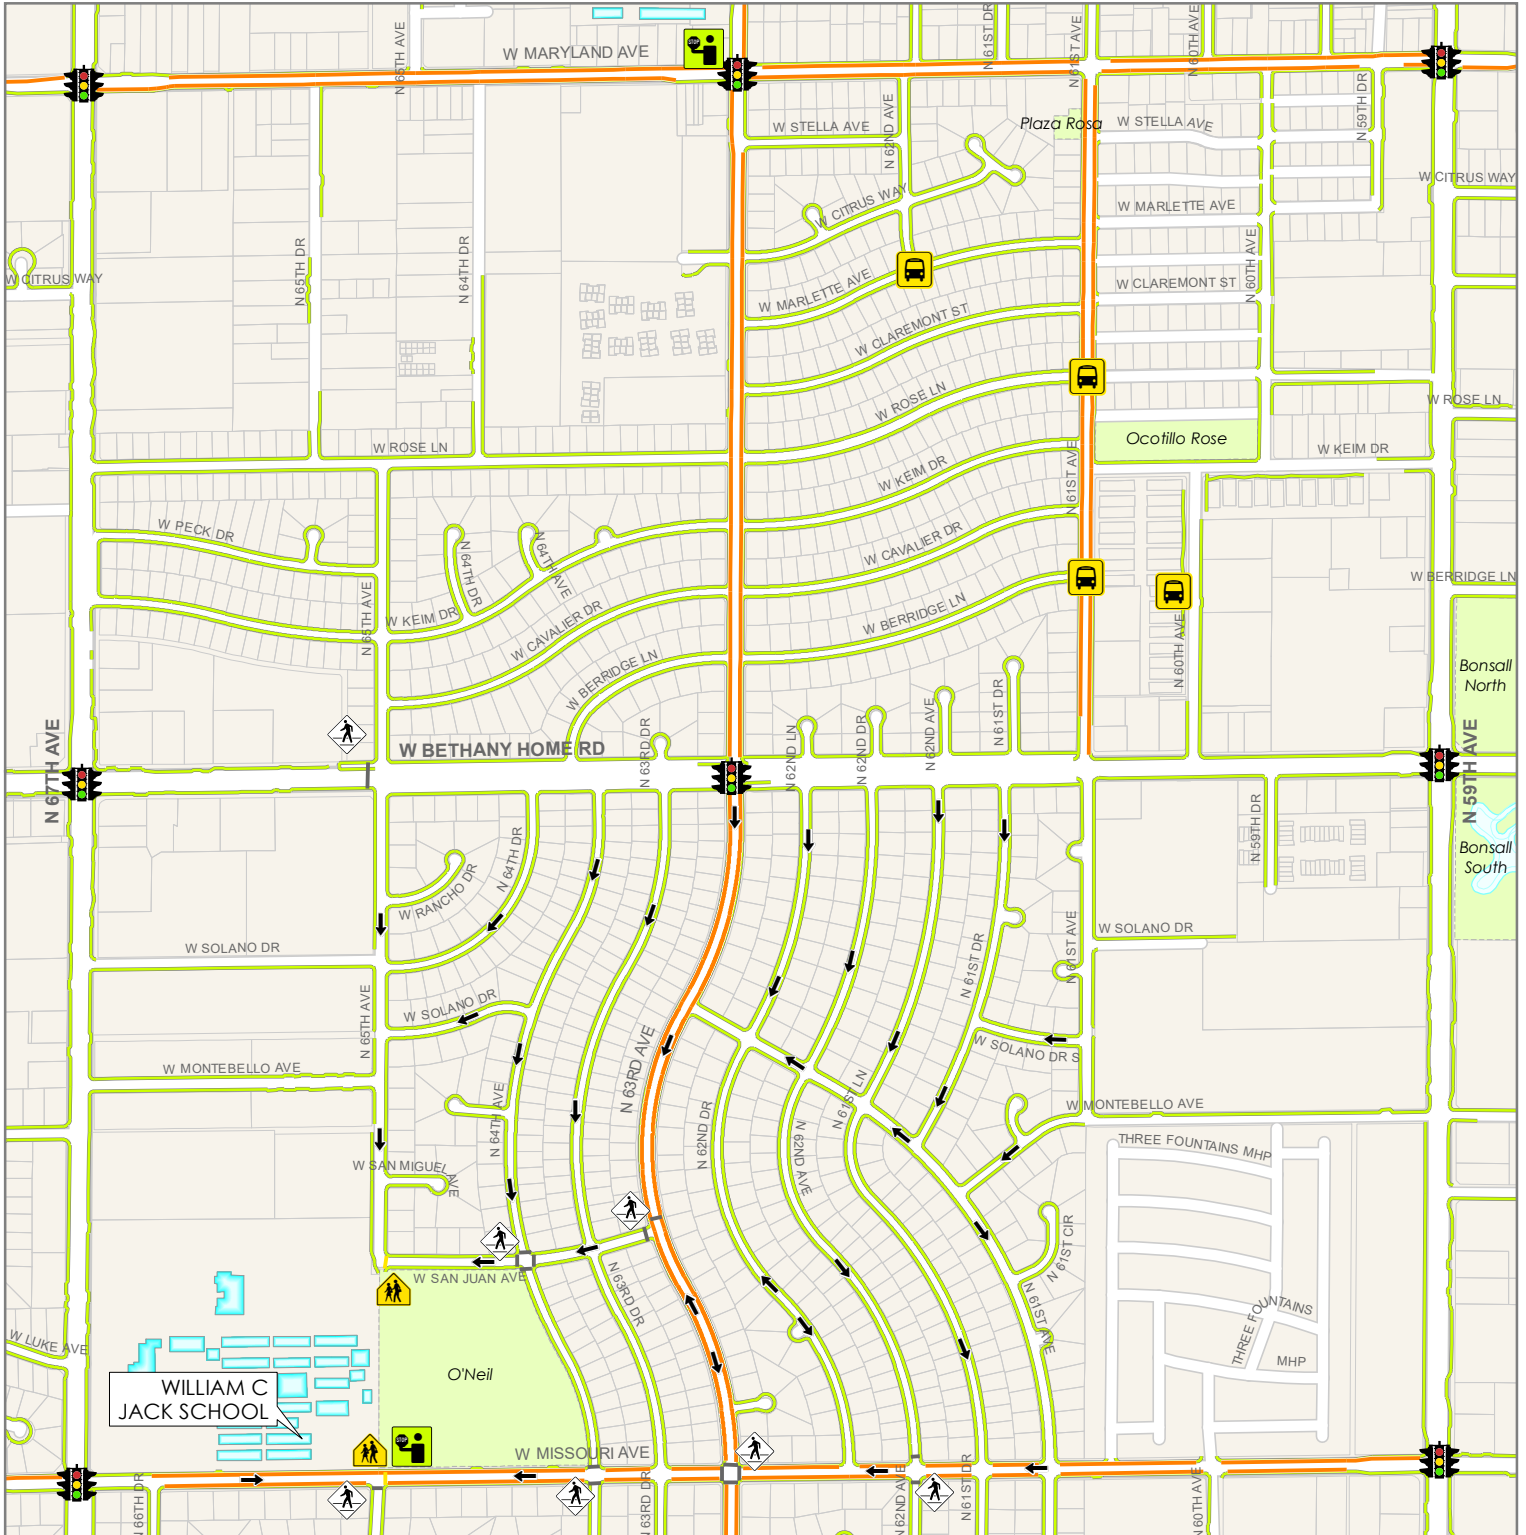 N 65TH AVE
W MARYLAND AVE
STOP
N 61ST DR
N 61ST AVE
N 60TH AVE
N 59TH DR
W STELLA AVE
N 62ND AVE
Plaza Rosa
W STELLA AVE
W CITRUS WAY
W CITRUS WAY
W MARLETTE AVE
N 65TH DR
N 64TH DR
W CITRUS WAY
W MARLETTE AVE
W CLAREMONT ST
N 60TH AVE
W CLAREMONT ST
W ROSE LN
W ROSE LN
W ROSE LN
Ocotillo Rose
W KEIM DR
W KEIM DR
N 61ST AVE
W PECK DR
N 64TH DR
N 64TH AVE
W CAVALIER DR
W BERRIDGE LN
N 65TH AVE
W KEIM DR
W CAVALIER DR
W BERRIDGE LN
W BERRIDGE LN
N 60TH AVE
Bonsall
North
N 67TH AVE
W BETHANY HOME RD
N 63RD DR
N 62ND LN
N 62ND DR
N 62ND AVE
N 61ST DR
N 59TH AVE
N 59TH DR
Bonsall
South
W RANCHO DR
N 64TH DR
W SOLANO DR
N 61ST DR
N 61ST AVE
W SOLANO DR
W SOLANO DR
N 65TH AVE
N 63RD AVE
W SOLANO DR S
W MONTEBELLO AVE
N 64TH AVE
N 62ND DR
N 62ND AVE
N 61ST LN
W MONTEBELLO AVE
THREE FOUNTAINS MHP
W SAN MIGUEL
AVE
N 61ST CIR
W SAN JUAN AVE
N 63RD DR
N 61ST AVE
THREE FOUNTAINS
MHP
W LUKE AVE
O'Neil
WILLIAM C
JACK SCHOOL
STOP
W MISSOURI AVE
N 66TH DR
N 63RD DR
N 62ND AVE
N 61ST DR
N 60TH AVE